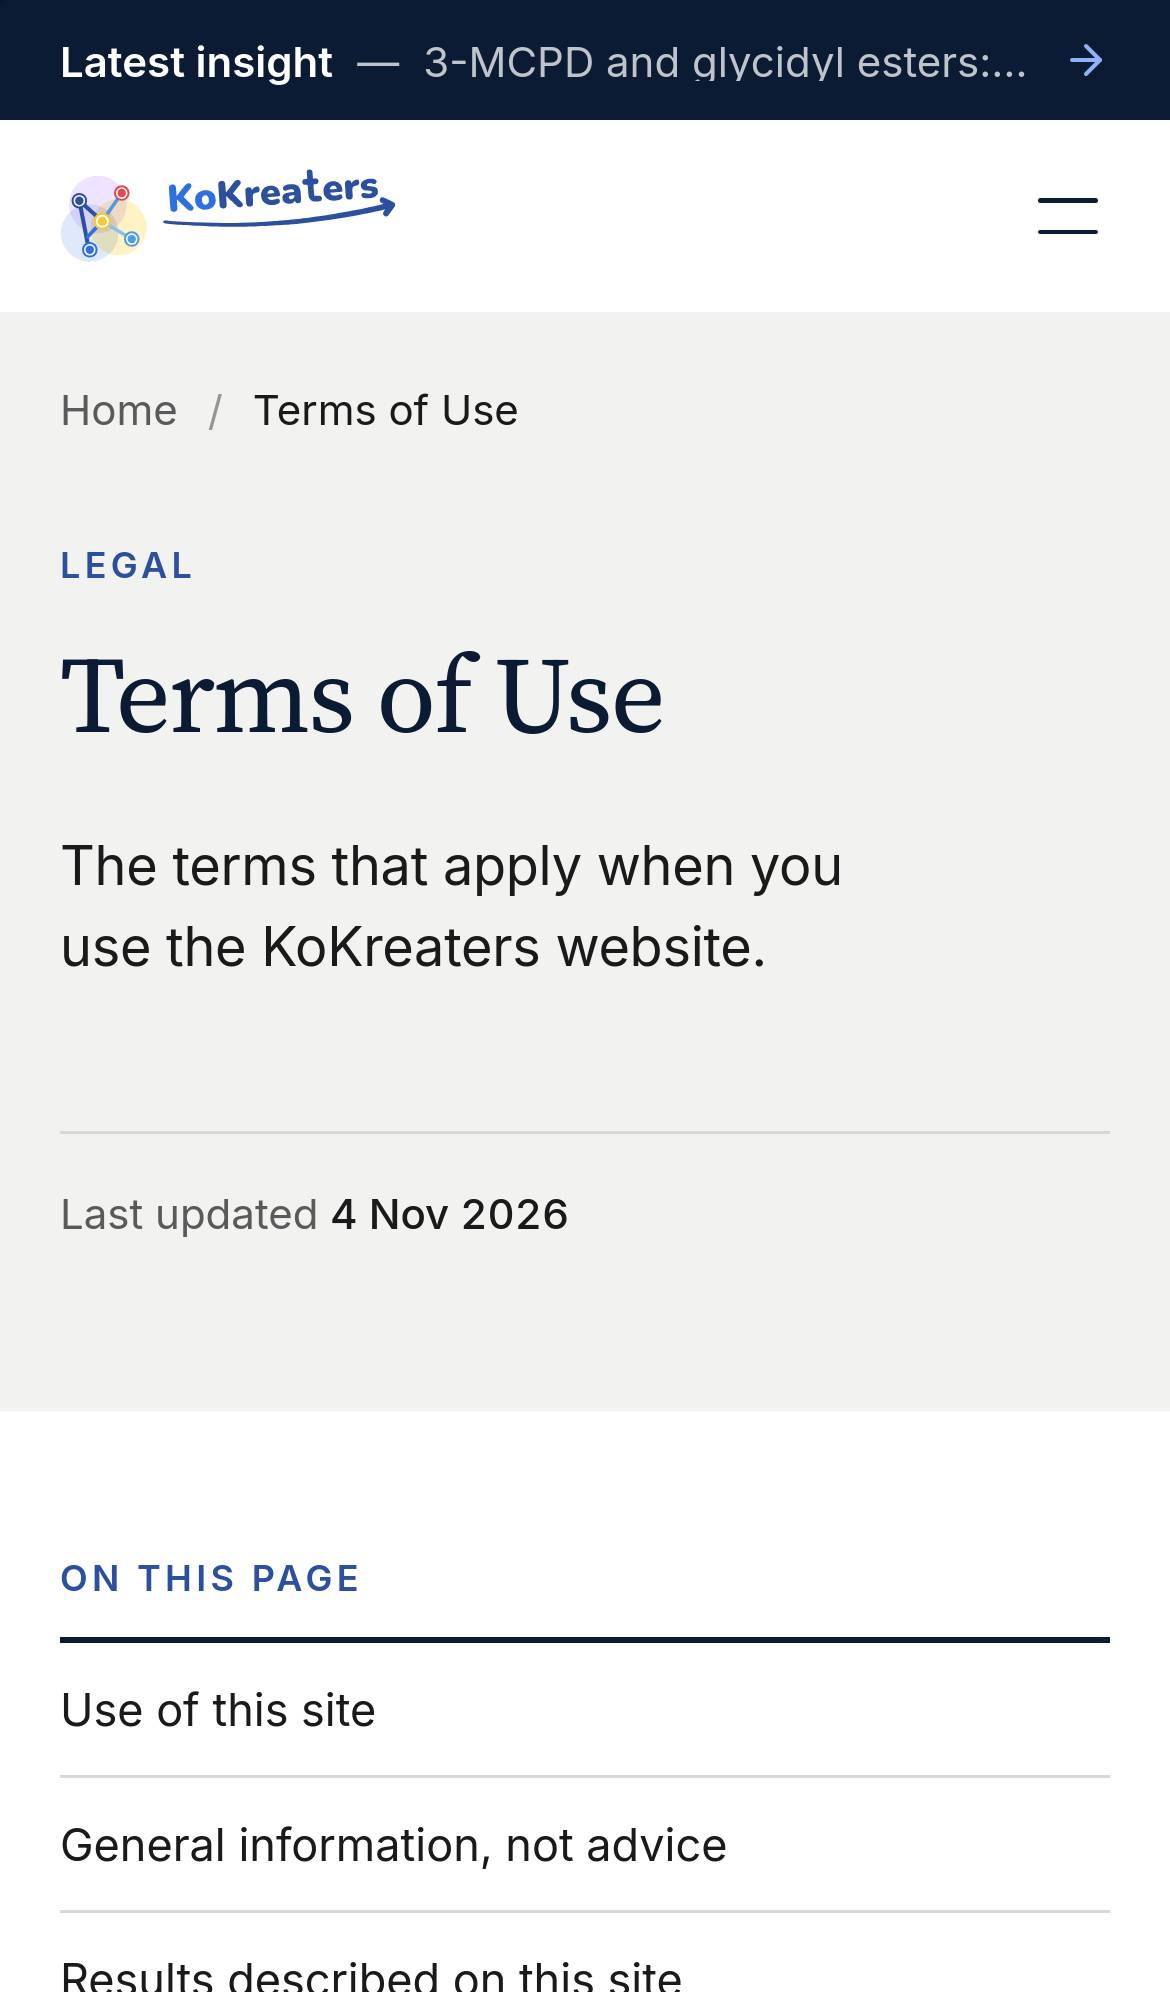 Latest insight — 3-MCPD and glycidyl esters:...
KoKreaters
Home / Terms of Use
LEGAL
Terms of Use
The terms that apply when you
use the KoKreaters website.
Last updated 4 Nov 2026
ON THIS PAGE
Use of this site
General information, not advice
Results described on this site